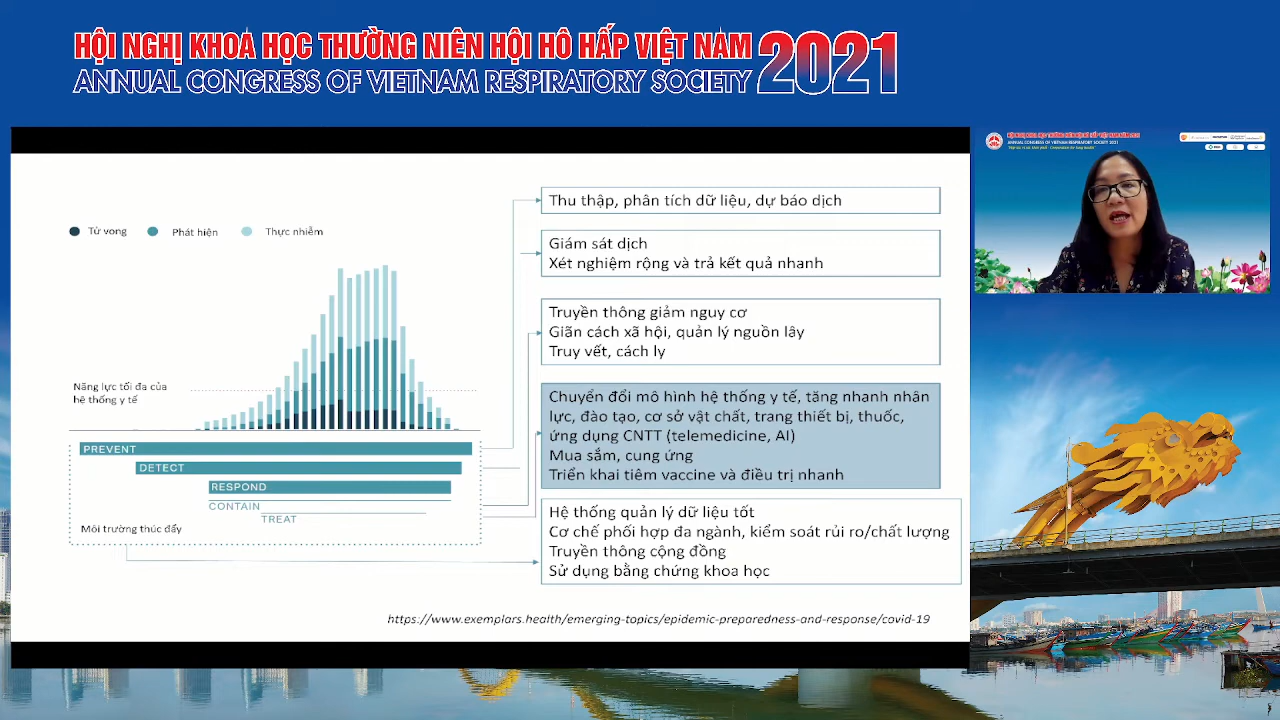 HỘI NGHỊ KHOA HỌC THƯỜNG NIÊN HỘI HÔ HẤP VIỆT NAM 2021
ANNUAL CONGRESS OF VIETNAM RESPIRATORY SOCIETY
ANNUAL CONGRESS OF VIETNAM RESPIRATORY SOCIETY 2021
Tử vong
Phát hiện
Thực nhiễm
Năng lực tối đa của
hệ thống y tế
PREVENT
DETECT
RESPOND
CONTAIN
TREAT
Môi trường thúc đẩy
Thu thập, phân tích dữ liệu, dự báo dịch
Giám sát dịch
Xét nghiệm rộng và trả kết quả nhanh
Truyền thông giảm nguy cơ
Giãn cách xã hội, quản lý nguồn lây
Truy vết, cách ly
Chuyển đổi mô hình hệ thống y tế, tăng nhanh nhân
lực, đào tạo, cơ sở vật chất, trang thiết bị, thuốc,
ứng dụng CNTT (telemedicine, AI)
Mua sắm, cung ứng
Triển khai tiêm vaccine và điều trị nhanh
Hệ thống quản lý dữ liệu tốt
Cơ chế phối hợp đa ngành, kiểm soát rủi ro/chất lượng
Truyền thông cộng đồng
Sử dụng bằng chứng khoa học
https://www.exemplars.health/emerging-topics/epidemic-preparedness-and-response/covid-19